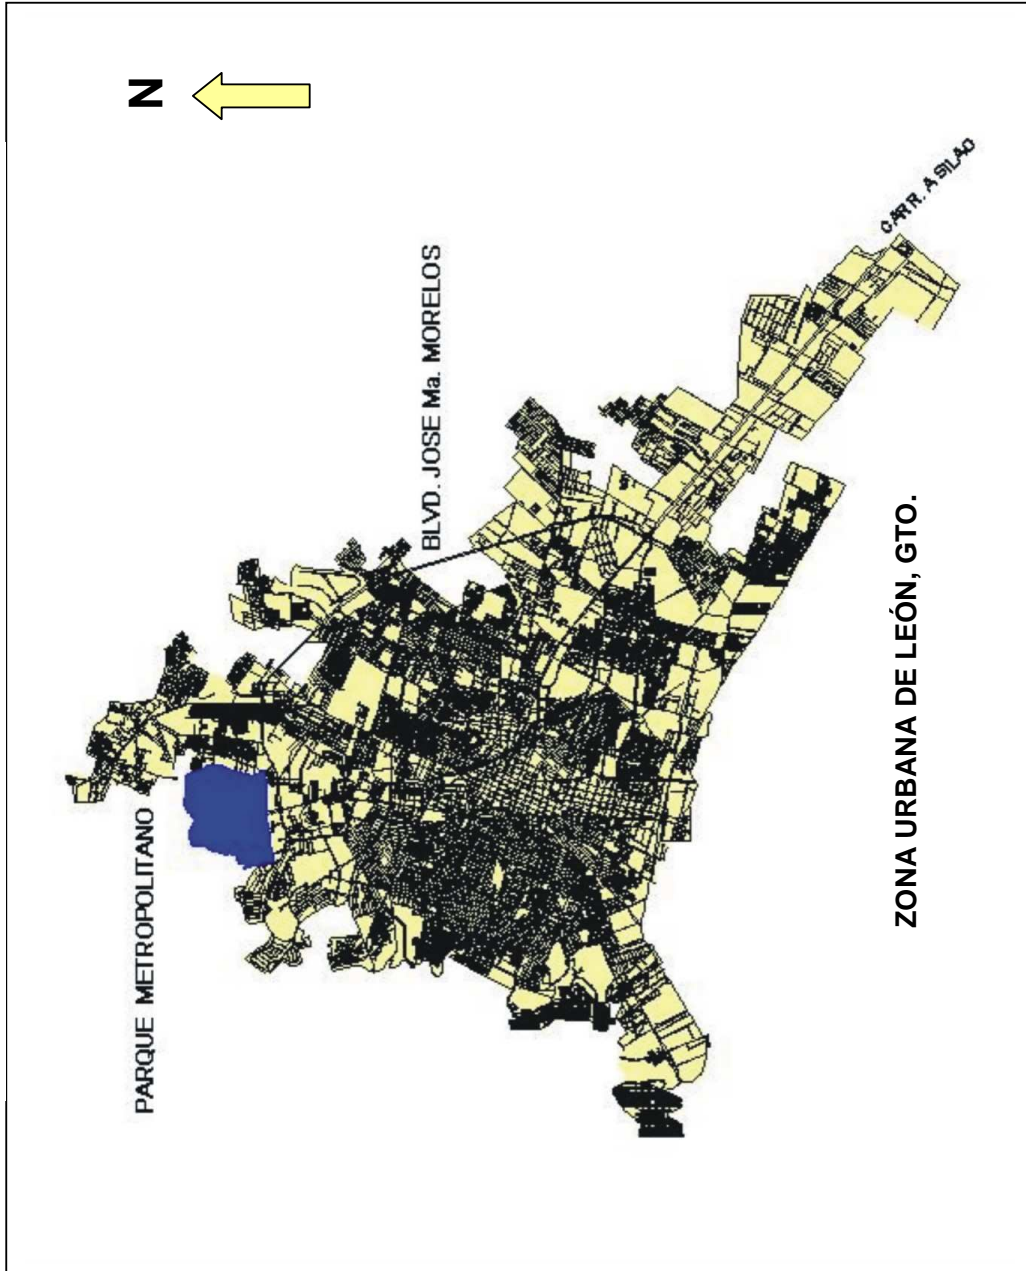 N
PARQUE METROPOLITANO
BLVD. JOSE Ma. MORELOS
CARR. A SILAO
ZONA URBANA DE LEÓN, GTO.